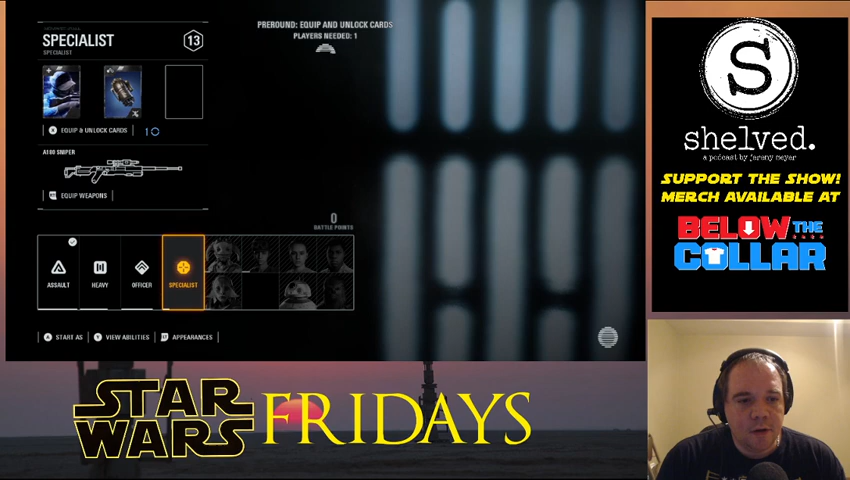 SPECIALIST
SPECIALIST
13
EQUIP & UNLOCK CARDS
1
A180 SNIPER
EQUIP WEAPONS
PREROUND: EQUIP AND UNLOCK CARDS
PLAYERS NEEDED: 1
0
BATTLE POINTS
ASSAULT
HEAVY
OFFICER
SPECIALIST
START AS
VIEW ABILITIES
APPEARANCES
STAR WARS
FRIDAYS
S
shelved.
a podcast by jeremy meyer
SUPPORT THE SHOW!
MERCH AVAILABLE AT
BELOW THE
COLLAR